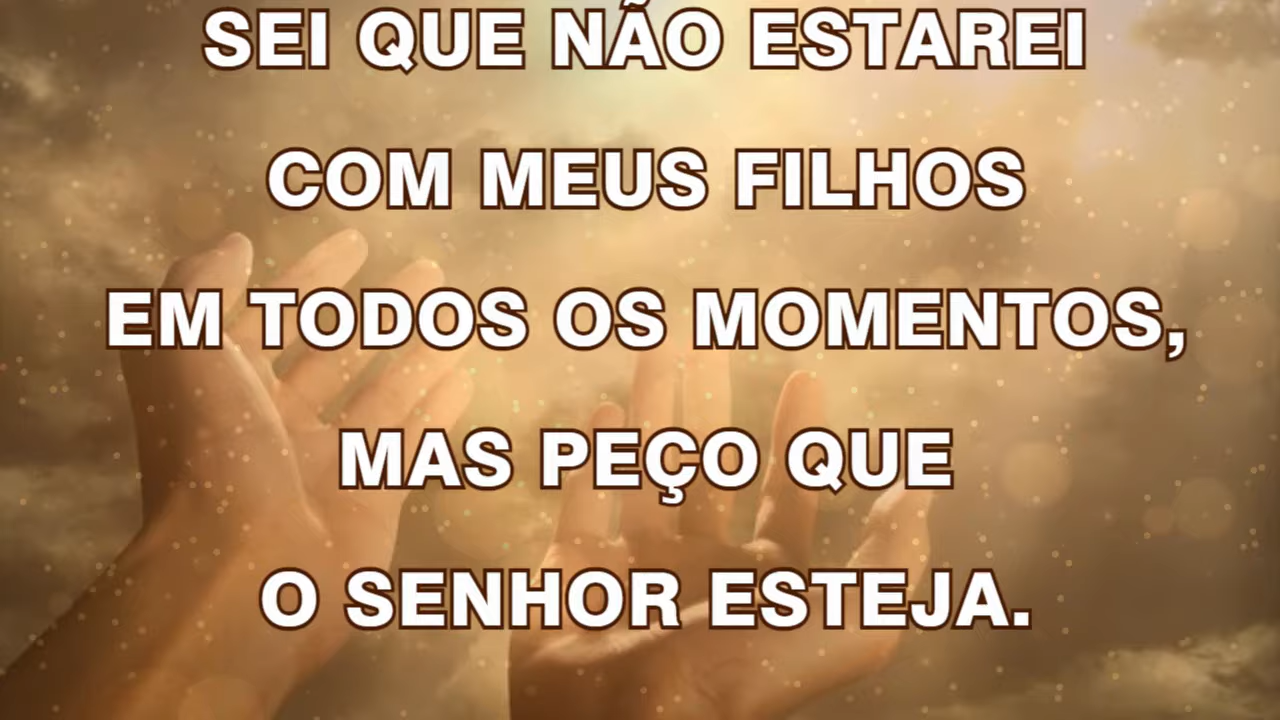 SEI QUE NÃO ESTAREI
COM MEUS FILHOS
EM TODOS OS MOMENTOS,
MAS PEÇO QUE
O SENHOR ESTEJA.